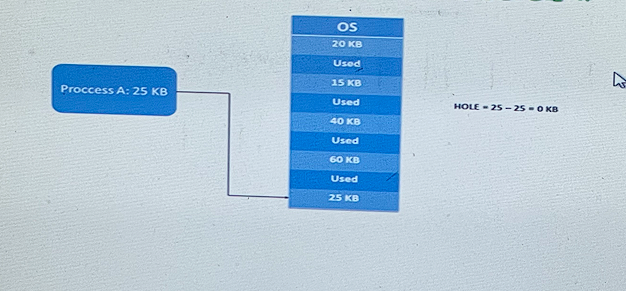 OS
20 KB
Used
Proccess A: 25 KB
15 KB
Used
HOLE = 25 – 25 = 0 KB
40 KB
Used
60 KB
Used
25 KB